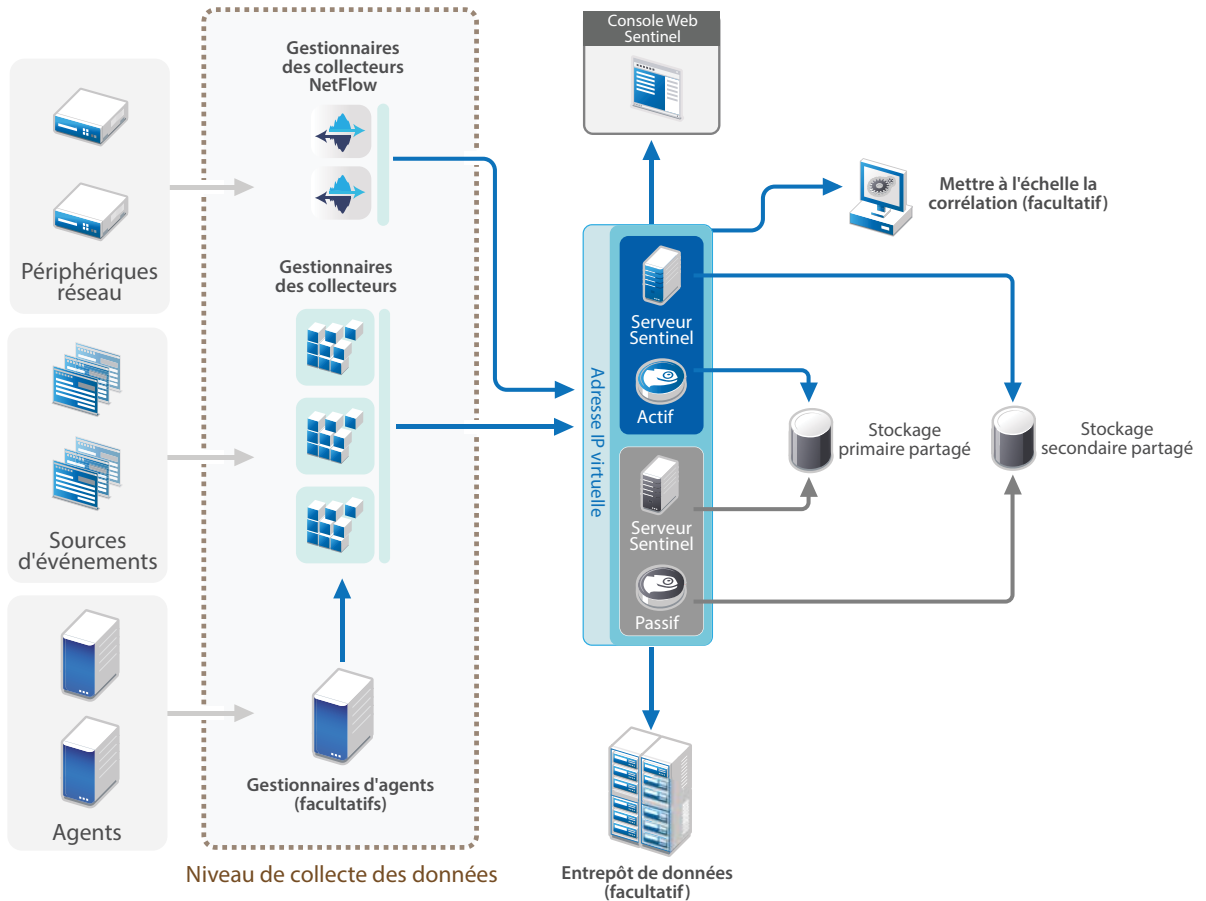 Périphériques
réseau
Sources
d'événements
Agents
Gestionnaires
des collecteurs
NetFlow
Gestionnaires
des collecteurs
Gestionnaires d'agents
(facultatifs)
Niveau de collecte des données
Console Web
Sentinel
Mettre à l'échelle la
corrélation (facultatif)
Adresse IP virtuelle
Serveur
Sentinel
Actif
Serveur
Sentinel
Passif
Stockage
primaire partagé
Stockage
secondaire partagé
Entrepôt de données
(facultatif)